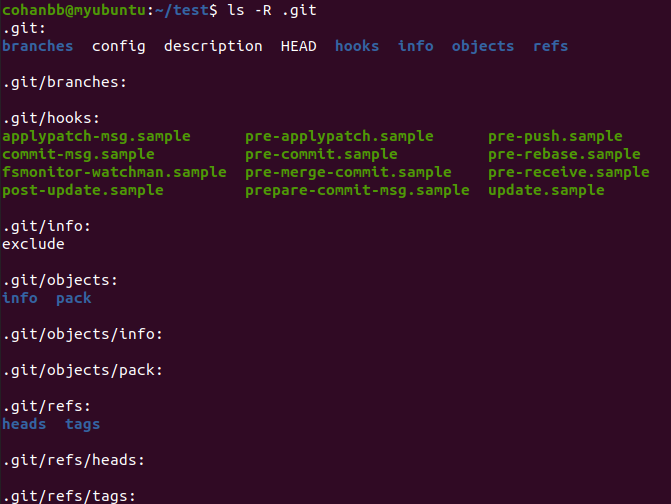 cohanbb@myubuntu:~/test$ ls -R .git
.git:
branches  config  description  HEAD  hooks  info  objects  refs
.git/branches:
.git/hooks:
applypatch-msg.sample      pre-applypatch.sample      pre-push.sample
commit-msg.sample          pre-commit.sample          pre-rebase.sample
fsmonitor-watchman.sample  pre-merge-commit.sample    pre-receive.sample
post-update.sample         prepare-commit-msg.sample  update.sample
.git/info:
exclude
.git/objects:
info  pack
.git/objects/info:
.git/objects/pack:
.git/refs:
heads  tags
.git/refs/heads:
.git/refs/tags: